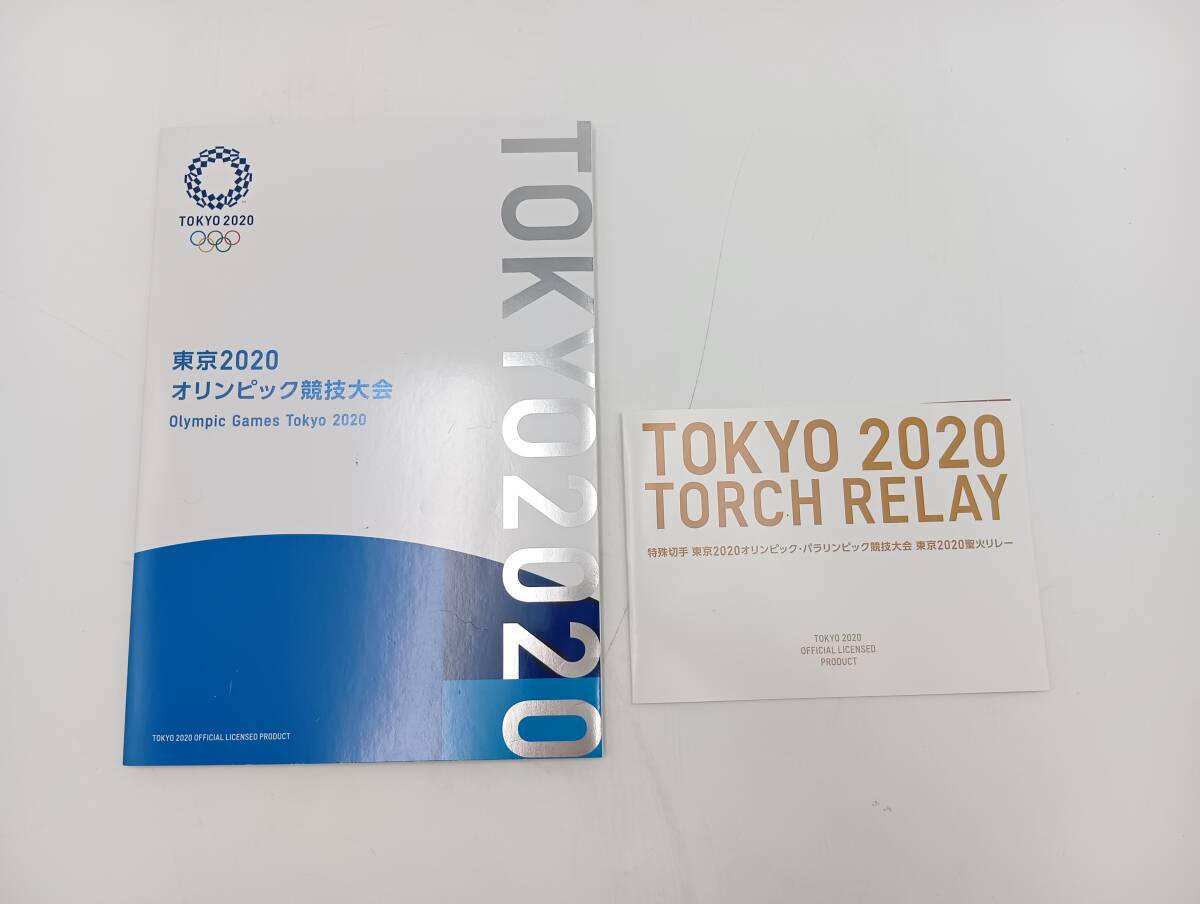 TOKYO 2020
東京2020
オリンピック競技大会
Olympic Games Tokyo 2020
TOKYO 2020 OFFICIAL LICENSED PRODUCT
TOKYO2020
TOKYO 2020
TORCH RELAY
特殊切手 東京2020オリンピック・パラリンピック競技大会 東京2020聖火リレー
TOKYO 2020
OFFICIAL LICENSED
PRODUCT